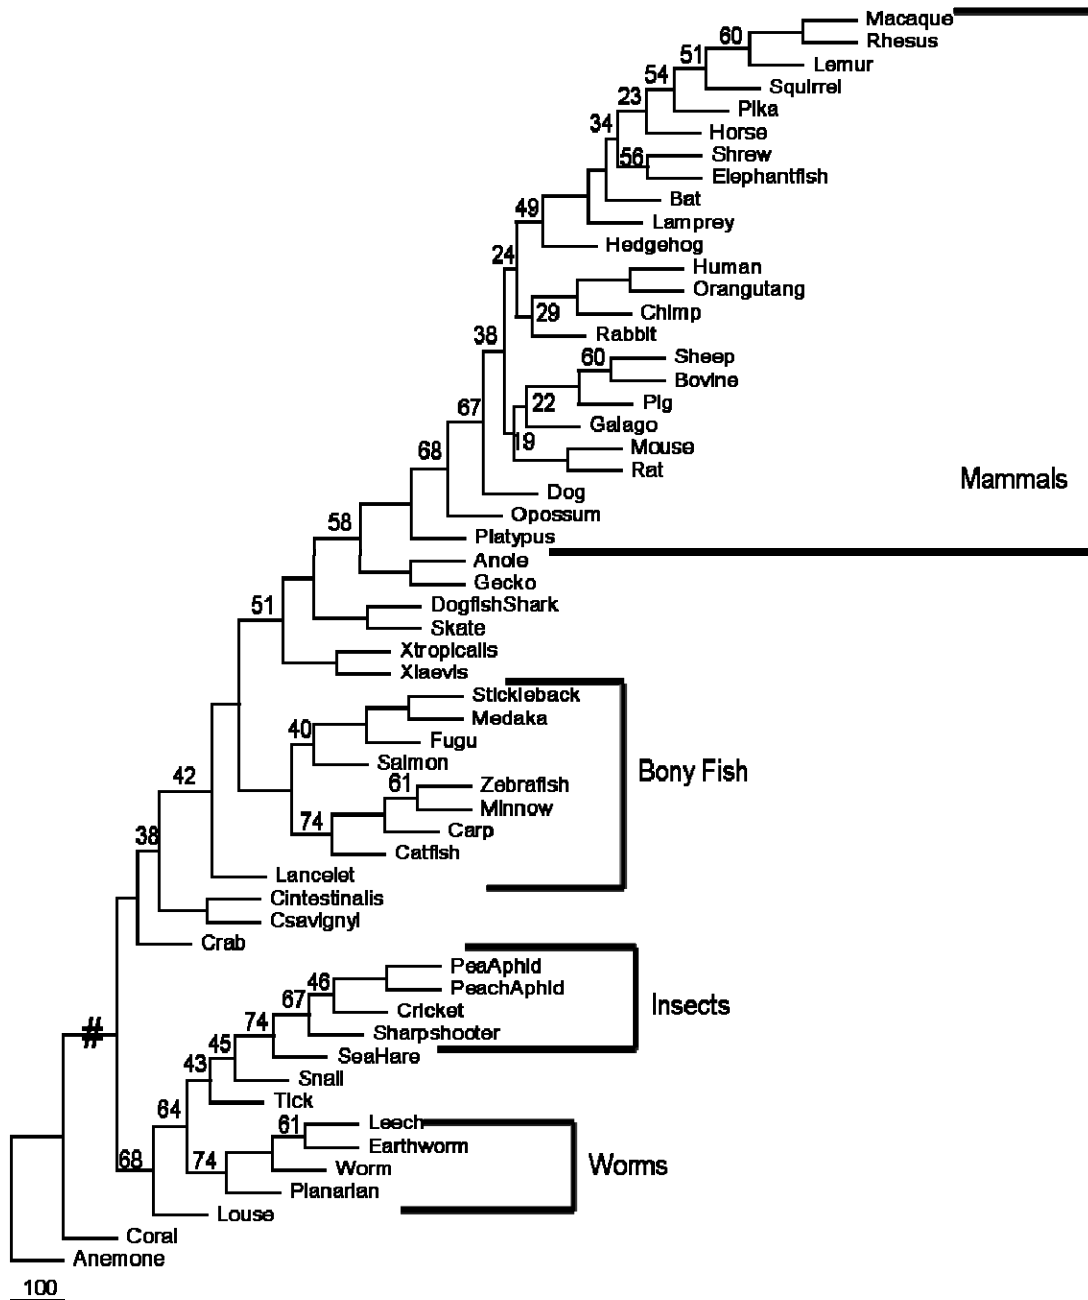 Macaque
60
Rhesus
51
Lemur
54
Squirrel
23
Pika
34
Horse
56
Shrew
Elephantfish
Bat
49
Lamprey
Hedgehog
24
Human
Orangutang
29
Chimp
Rabbit
38
60
Sheep
Bovine
22
Pig
67
Galago
19
Mouse
68
Rat
Mammals
Dog
Opossum
58
Platypus
Anole
Gecko
51
DogfishShark
Skate
Xtropicalis
Xlaevis
Stickleback
Medaka
40
Fugu
Salmon
Bony Fish
42
61
Zebrafish
Minnow
74
Carp
38
Catfish
Lancelet
Cintestinalis
Csavignyi
Crab
PeaAphid
46
PeachAphid
67
Cricket
Insects
74
Sharpshooter
#
45
SeaHare
43
Snail
Tick
64
61
Leech
Earthworm
68
74
Worm
Worms
Planarian
Louse
Coral
Anemone
100